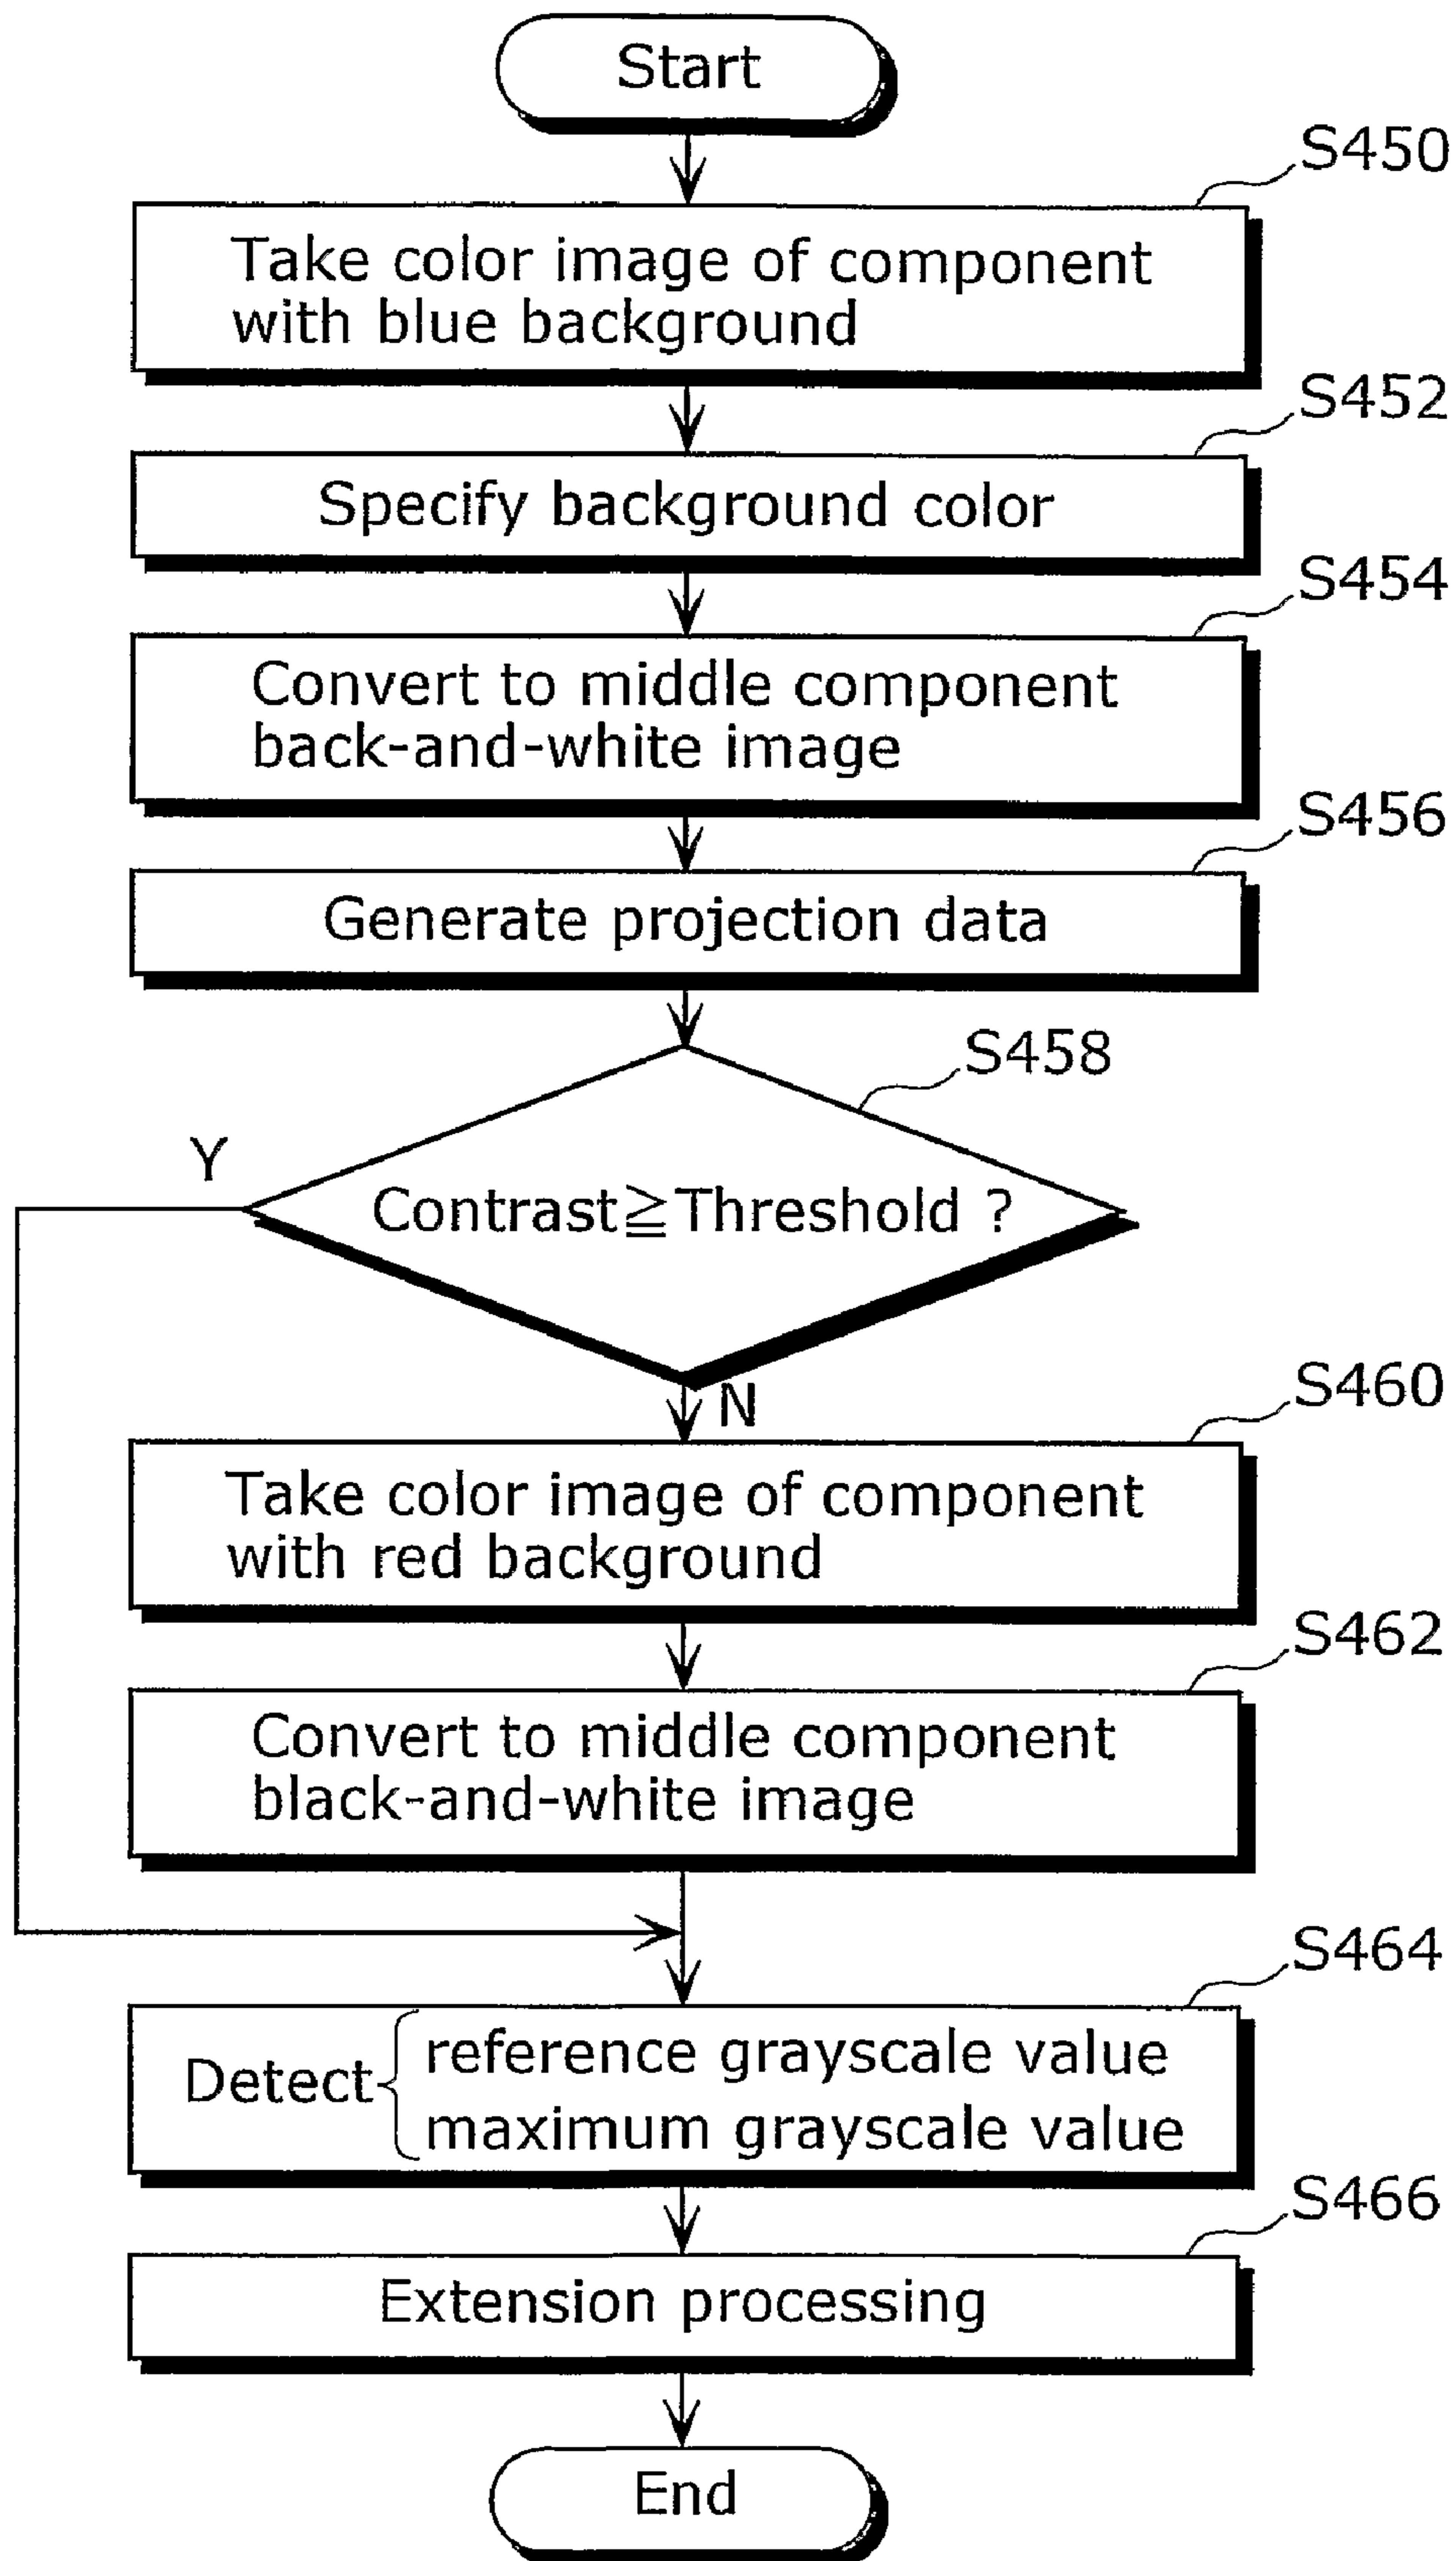 Start
S450
Take color image of component
with blue background
S452
Specify background color
S454
Convert to middle component
back-and-white image
S456
Generate projection data
S458
Y
Contrast≧Threshold ?
N
S460
Take color image of component
with red background
S462
Convert to middle component
black-and-white image
S464
Detect
reference grayscale value
maximum grayscale value
S466
Extension processing
End